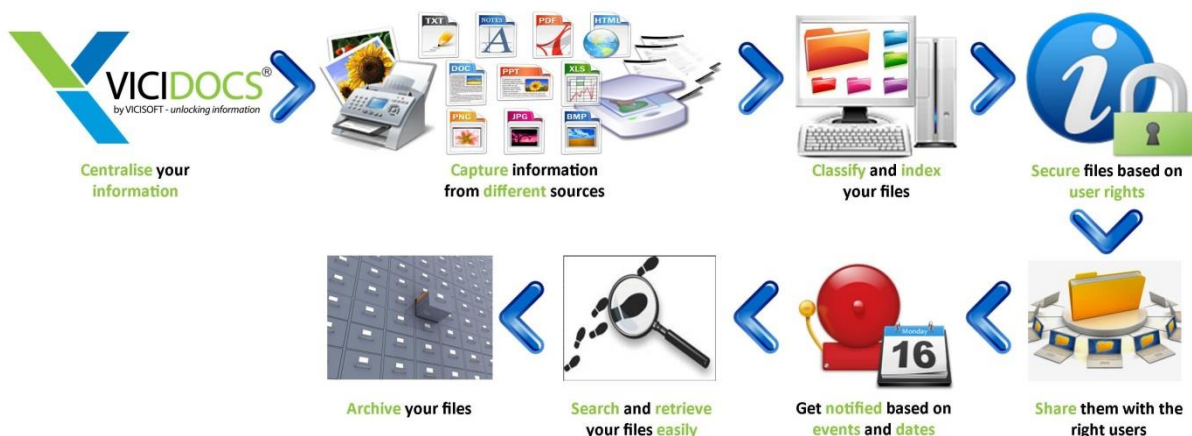 VICIDOCS®
by VICISOFT - unlocking information
Centralise your
information
TXT
NOTES
PDF
HTML
DOC
PPT
XLS
PNG
JPG
BMP
Capture information
from different sources
Classify and index
your files
Secure files based on
user rights
Share them with the
right users
Monday
16
Get notified based on
events and dates
Search and retrieve
your files easily
Archive your files